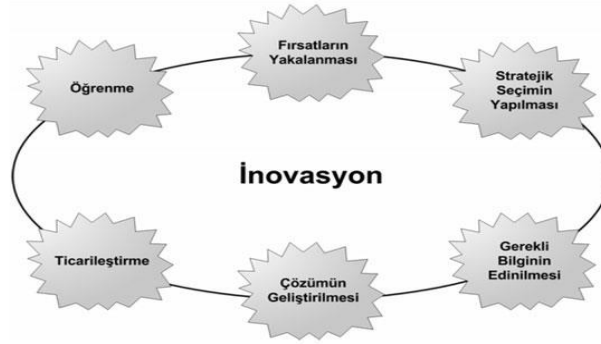 Fırsatların
Yakalanması
Öğrenme
Stratejik
Seçimin
Yapılması
İnovasyon
Ticarileştirme
Çözümün
Geliştirilmesi
Gerekli
Bilginin
Edinilmesi